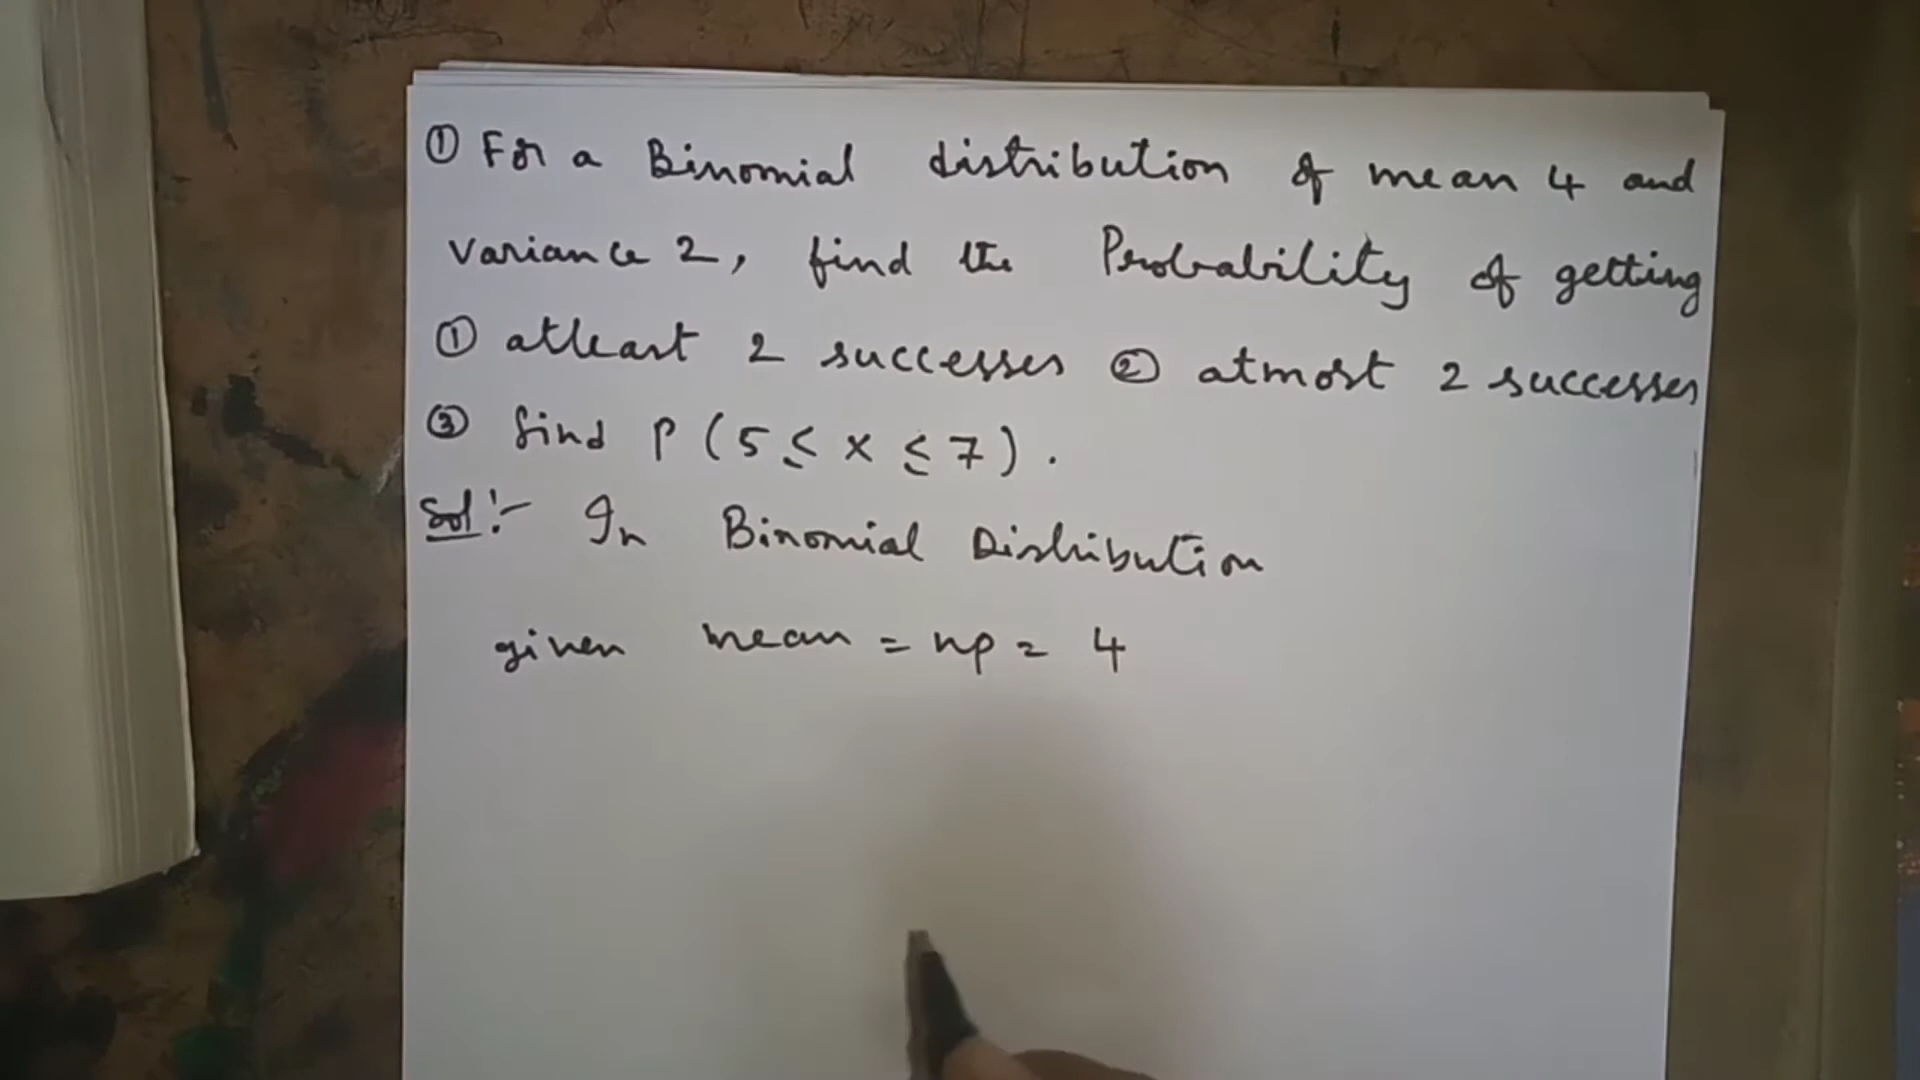 ① For a Binomial distribution of mean 4 and
variance 2, find the Probability of getting
① atleast 2 successes ② atmost 2 successes
③ find P(5 ≤ x ≤ 7).
Sol:- In Binomial Distribution
given mean = np = 4